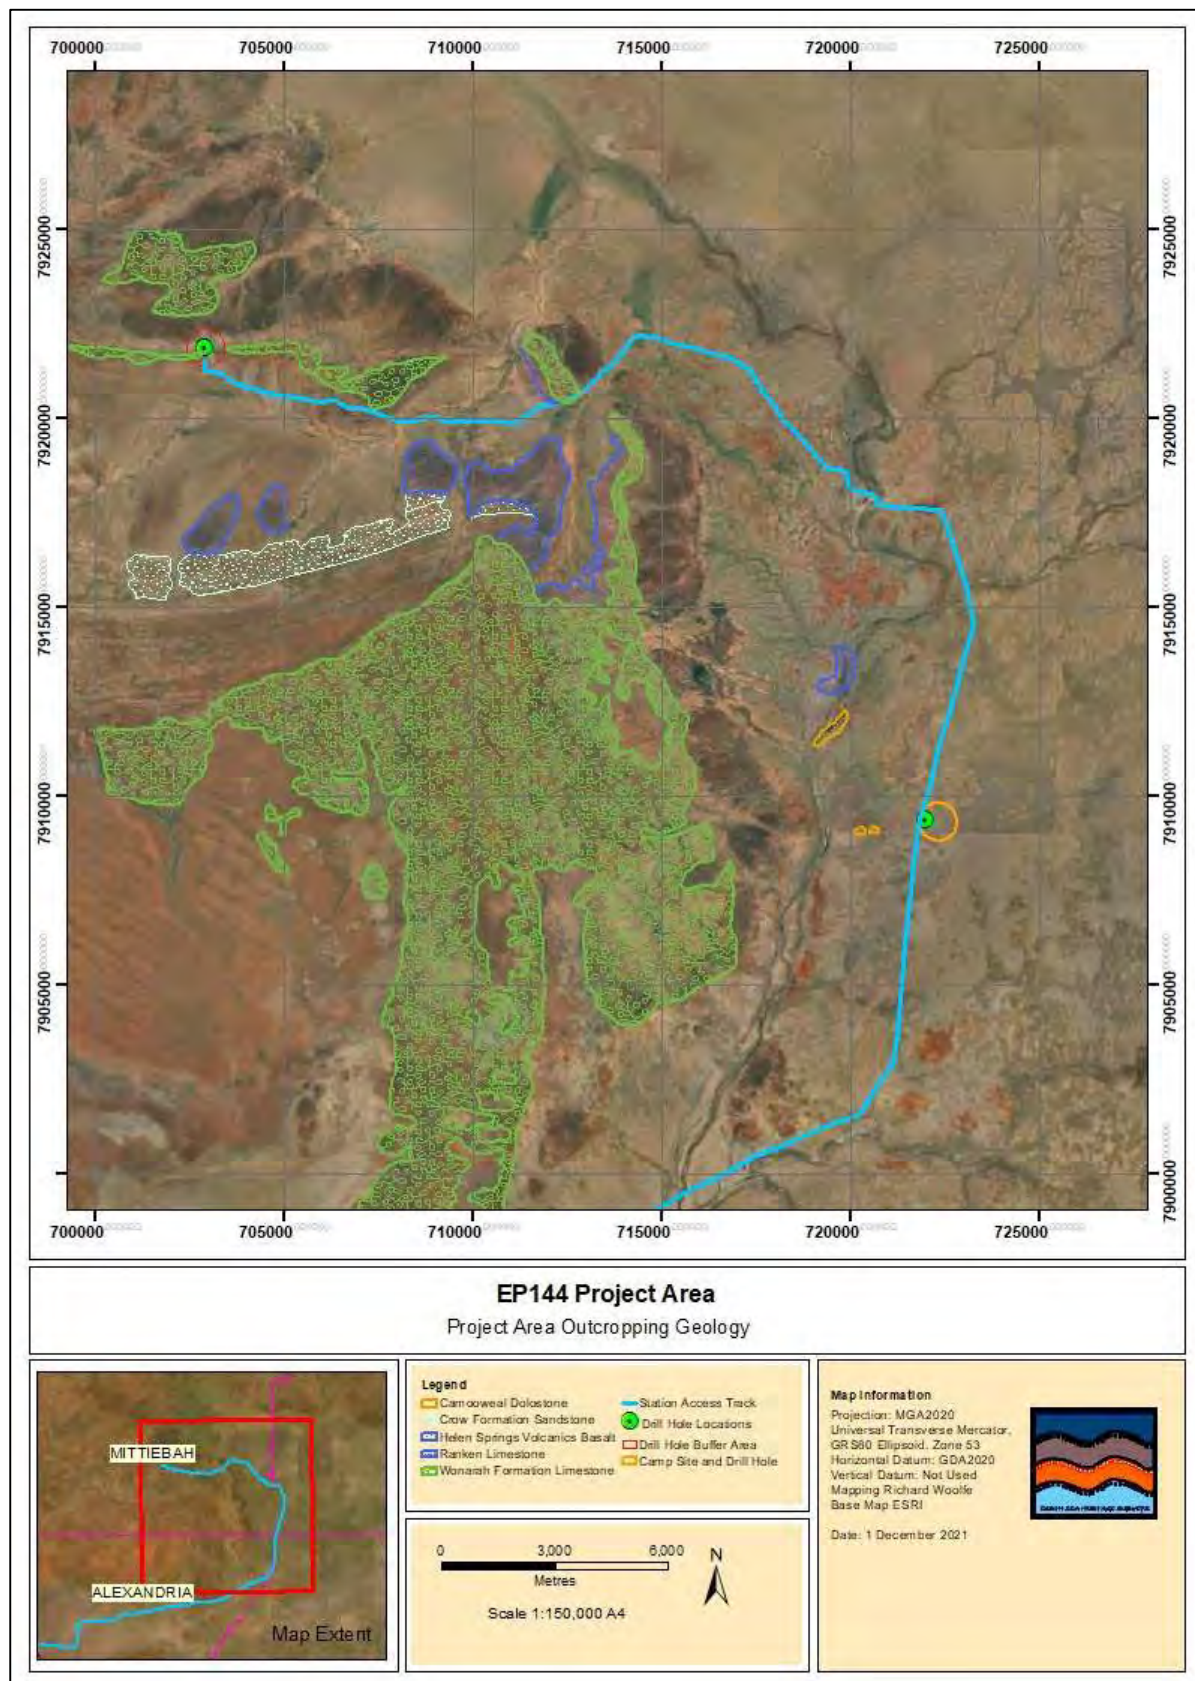 700000 705000 710000 715000 720000 725000
7925000 7925000
7920000 7920000
7915000 7915000
7910000 7910000
7905000 7905000
7900000
700000 705000 710000 715000 720000 725000
EP144 Project Area
Project Area Outcropping Geology
MITTIEBAH
ALEXANDRIA
Map Extent
Legend
Camooweal Dolostone
Crow Formation Sandstone
Helen Springs Volcanics Basalt
Ranken Limestone
Wonarah Formation Limestone
Station Access Track
Drill Hole Locations
Drill Hole Buffer Area
Camp Site and Drill Hole
0 3,000 6,000
Metres
N
Scale 1:150,000 A4
Map Information
Projection: MGA2020
Universal Transverse Mercator,
GRS80 Ellipsoid. Zone 53
Horizontal Datum: GDA2020
Vertical Datum: Not Used
Mapping Richard Woolfe
Base Map ESRI
Date: 1 December 2021